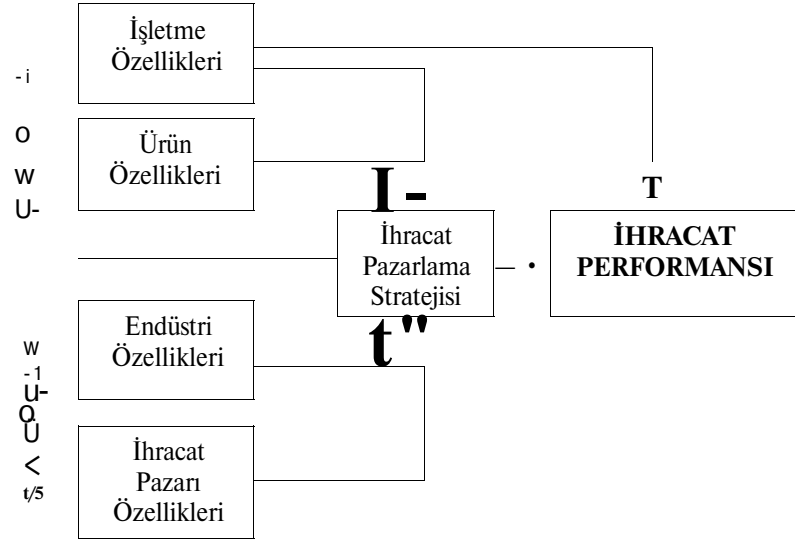 İşletme
Özellikleri
Ürün
Özellikleri
İhracat
Pazarlama
Stratejisi
İHRACAT
PERFORMANSI
Endüstri
Özellikleri
İhracat
Pazarı
Özellikleri